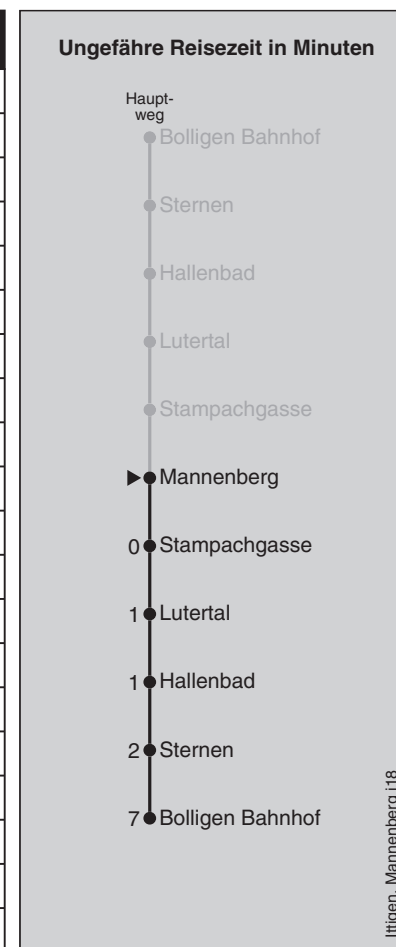 Ungefähre Reisezeit in Minuten
Haupt-
weg
Bolligen Bahnhof
Sternen
Hallenbad
Lutertal
Stampachgasse
Mannenberg
0 Stampachgasse
1 Lutertal
1 Hallenbad
2 Sternen
7 Bolligen Bahnhof
Ittigen, Mannenberg j18